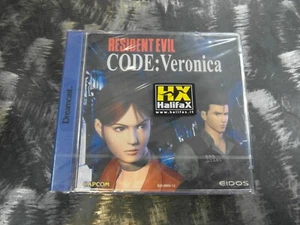 RESIDENT EVIL
CODE: Veronica
HX
HalifaX
www.halifax.it
Dreamcast
CAPCOM
EIDOS